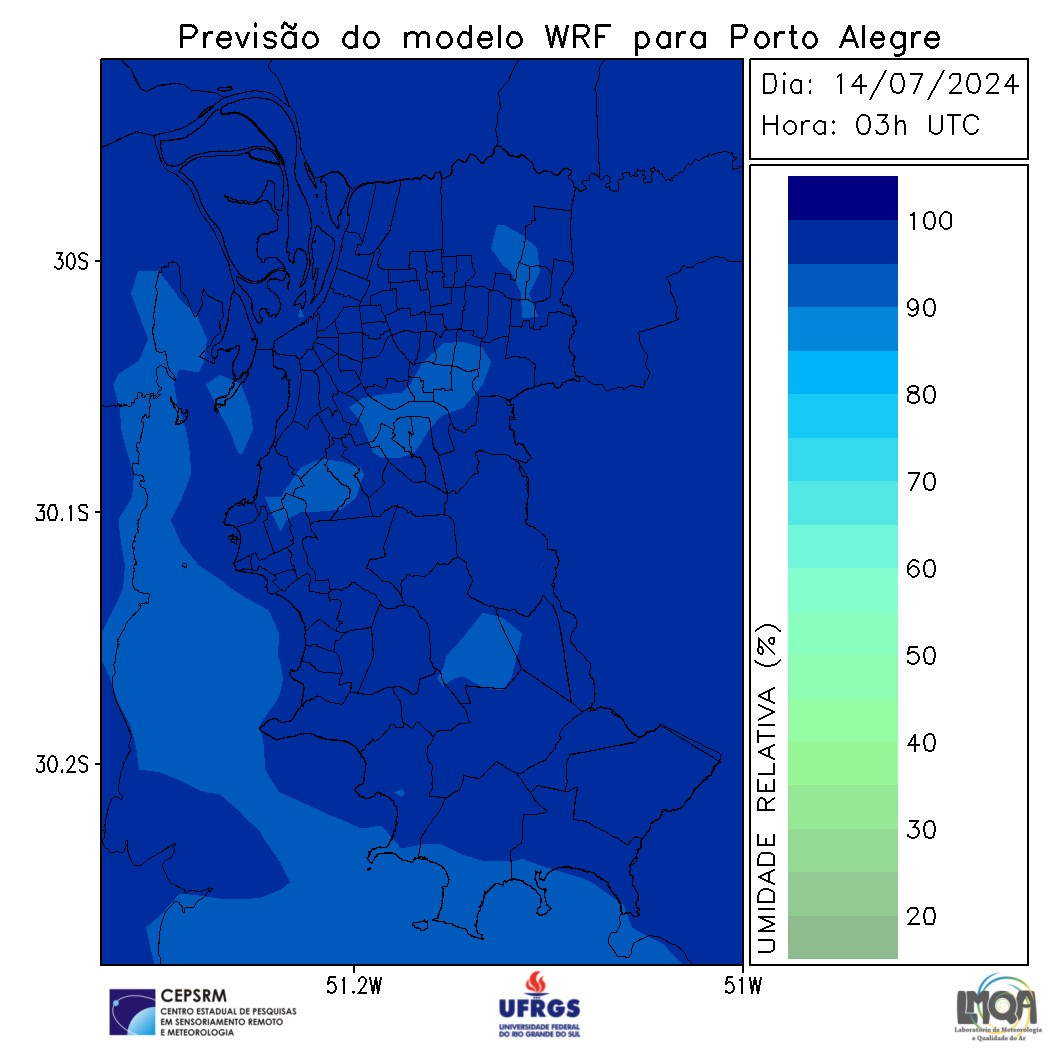 Previsão do modelo WRF para Porto Alegre
Dia: 14/07/2024
Hora: 03h UTC
100
90
80
70
60
50
40
30
20
UMIDADE RELATIVA (%)
30S
30.1S
30.2S
51.2W
51W
CEPSRM
CENTRO ESTADUAL DE PESQUISAS
EM SENSORIAMENTO REMOTO
E METEOROLOGIA
UFRGS
UNIVERSIDADE FEDERAL
DO RIO GRANDE DO SUL
LMQA
Laboratório de Meteorologia
e Qualidade do Ar